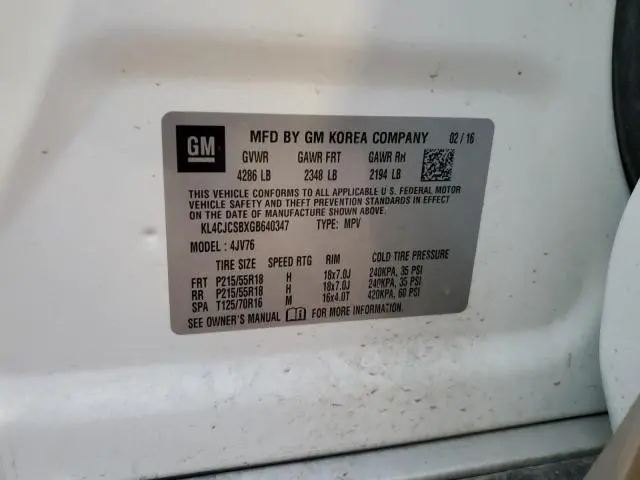 GM MFD BY GM KOREA COMPANY 02/16
GVWR GAWR FRT GAWR RH
4286 LB 2348 LB 2194 LB
THIS VEHICLE CONFORMS TO ALL APPLICABLE U.S. FEDERAL MOTOR
VEHICLE SAFETY AND THEFT PREVENTION STANDARDS IN EFFECT
ON THE DATE OF MANUFACTURE SHOWN ABOVE.
KL4CJCSBXGB640347 TYPE: MPV
MODEL: 4JV76
TIRE SIZE SPEED RTG RIM COLD TIRE PRESSURE
FRT P215/55R18 H 18x7.0J 240KPA, 35 PSI
RR P215/55R18 H 18x7.0J 240KPA, 35 PSI
SPA T125/70R16 M 16x4.0T 420KPA, 60 PSI
SEE OWNER'S MANUAL FOR MORE INFORMATION.